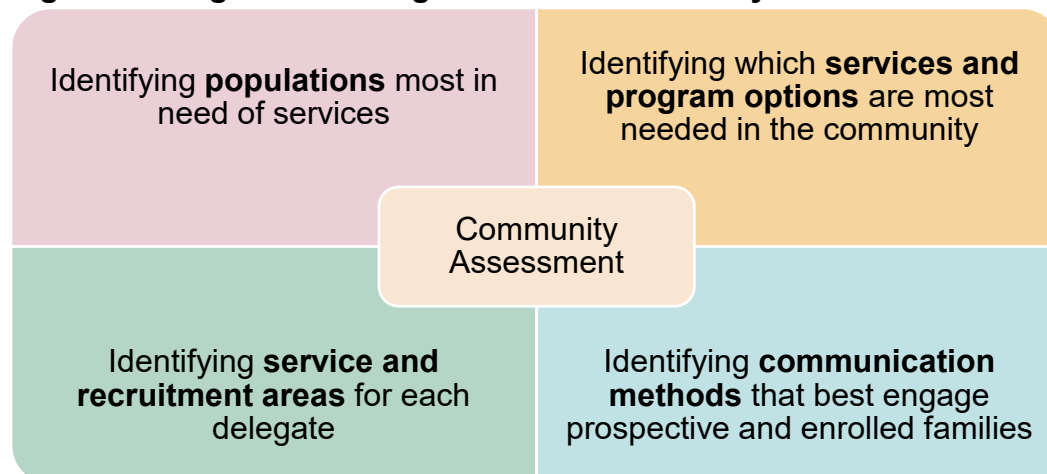 Identifying populations most in
need of services
Identifying which services and
program options are most
needed in the community
Community
Assessment
Identifying service and
recruitment areas for each
delegate
Identifying communication
methods that best engage
prospective and enrolled families